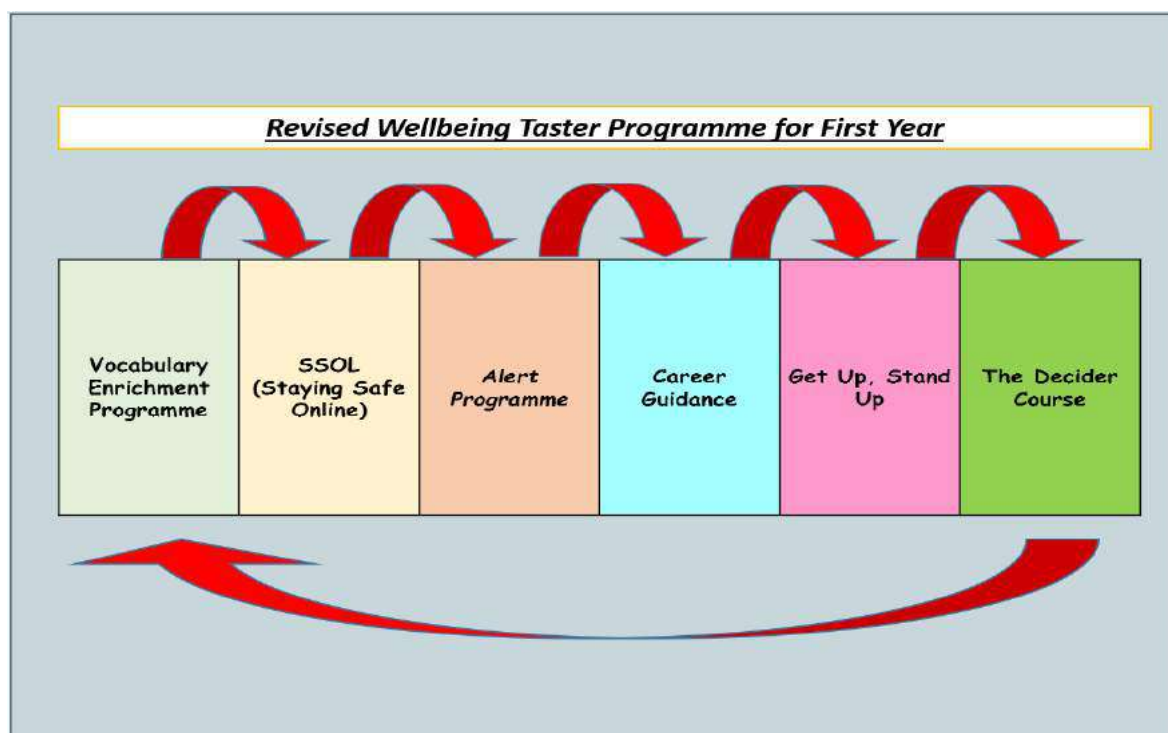 Revised Wellbeing Taster Programme for First Year
Vocabulary
Enrichment
Programme
SSOL
(Staying Safe
Online)
Alert
Programme
Career
Guidance
Get Up, Stand
Up
The Decider
Course